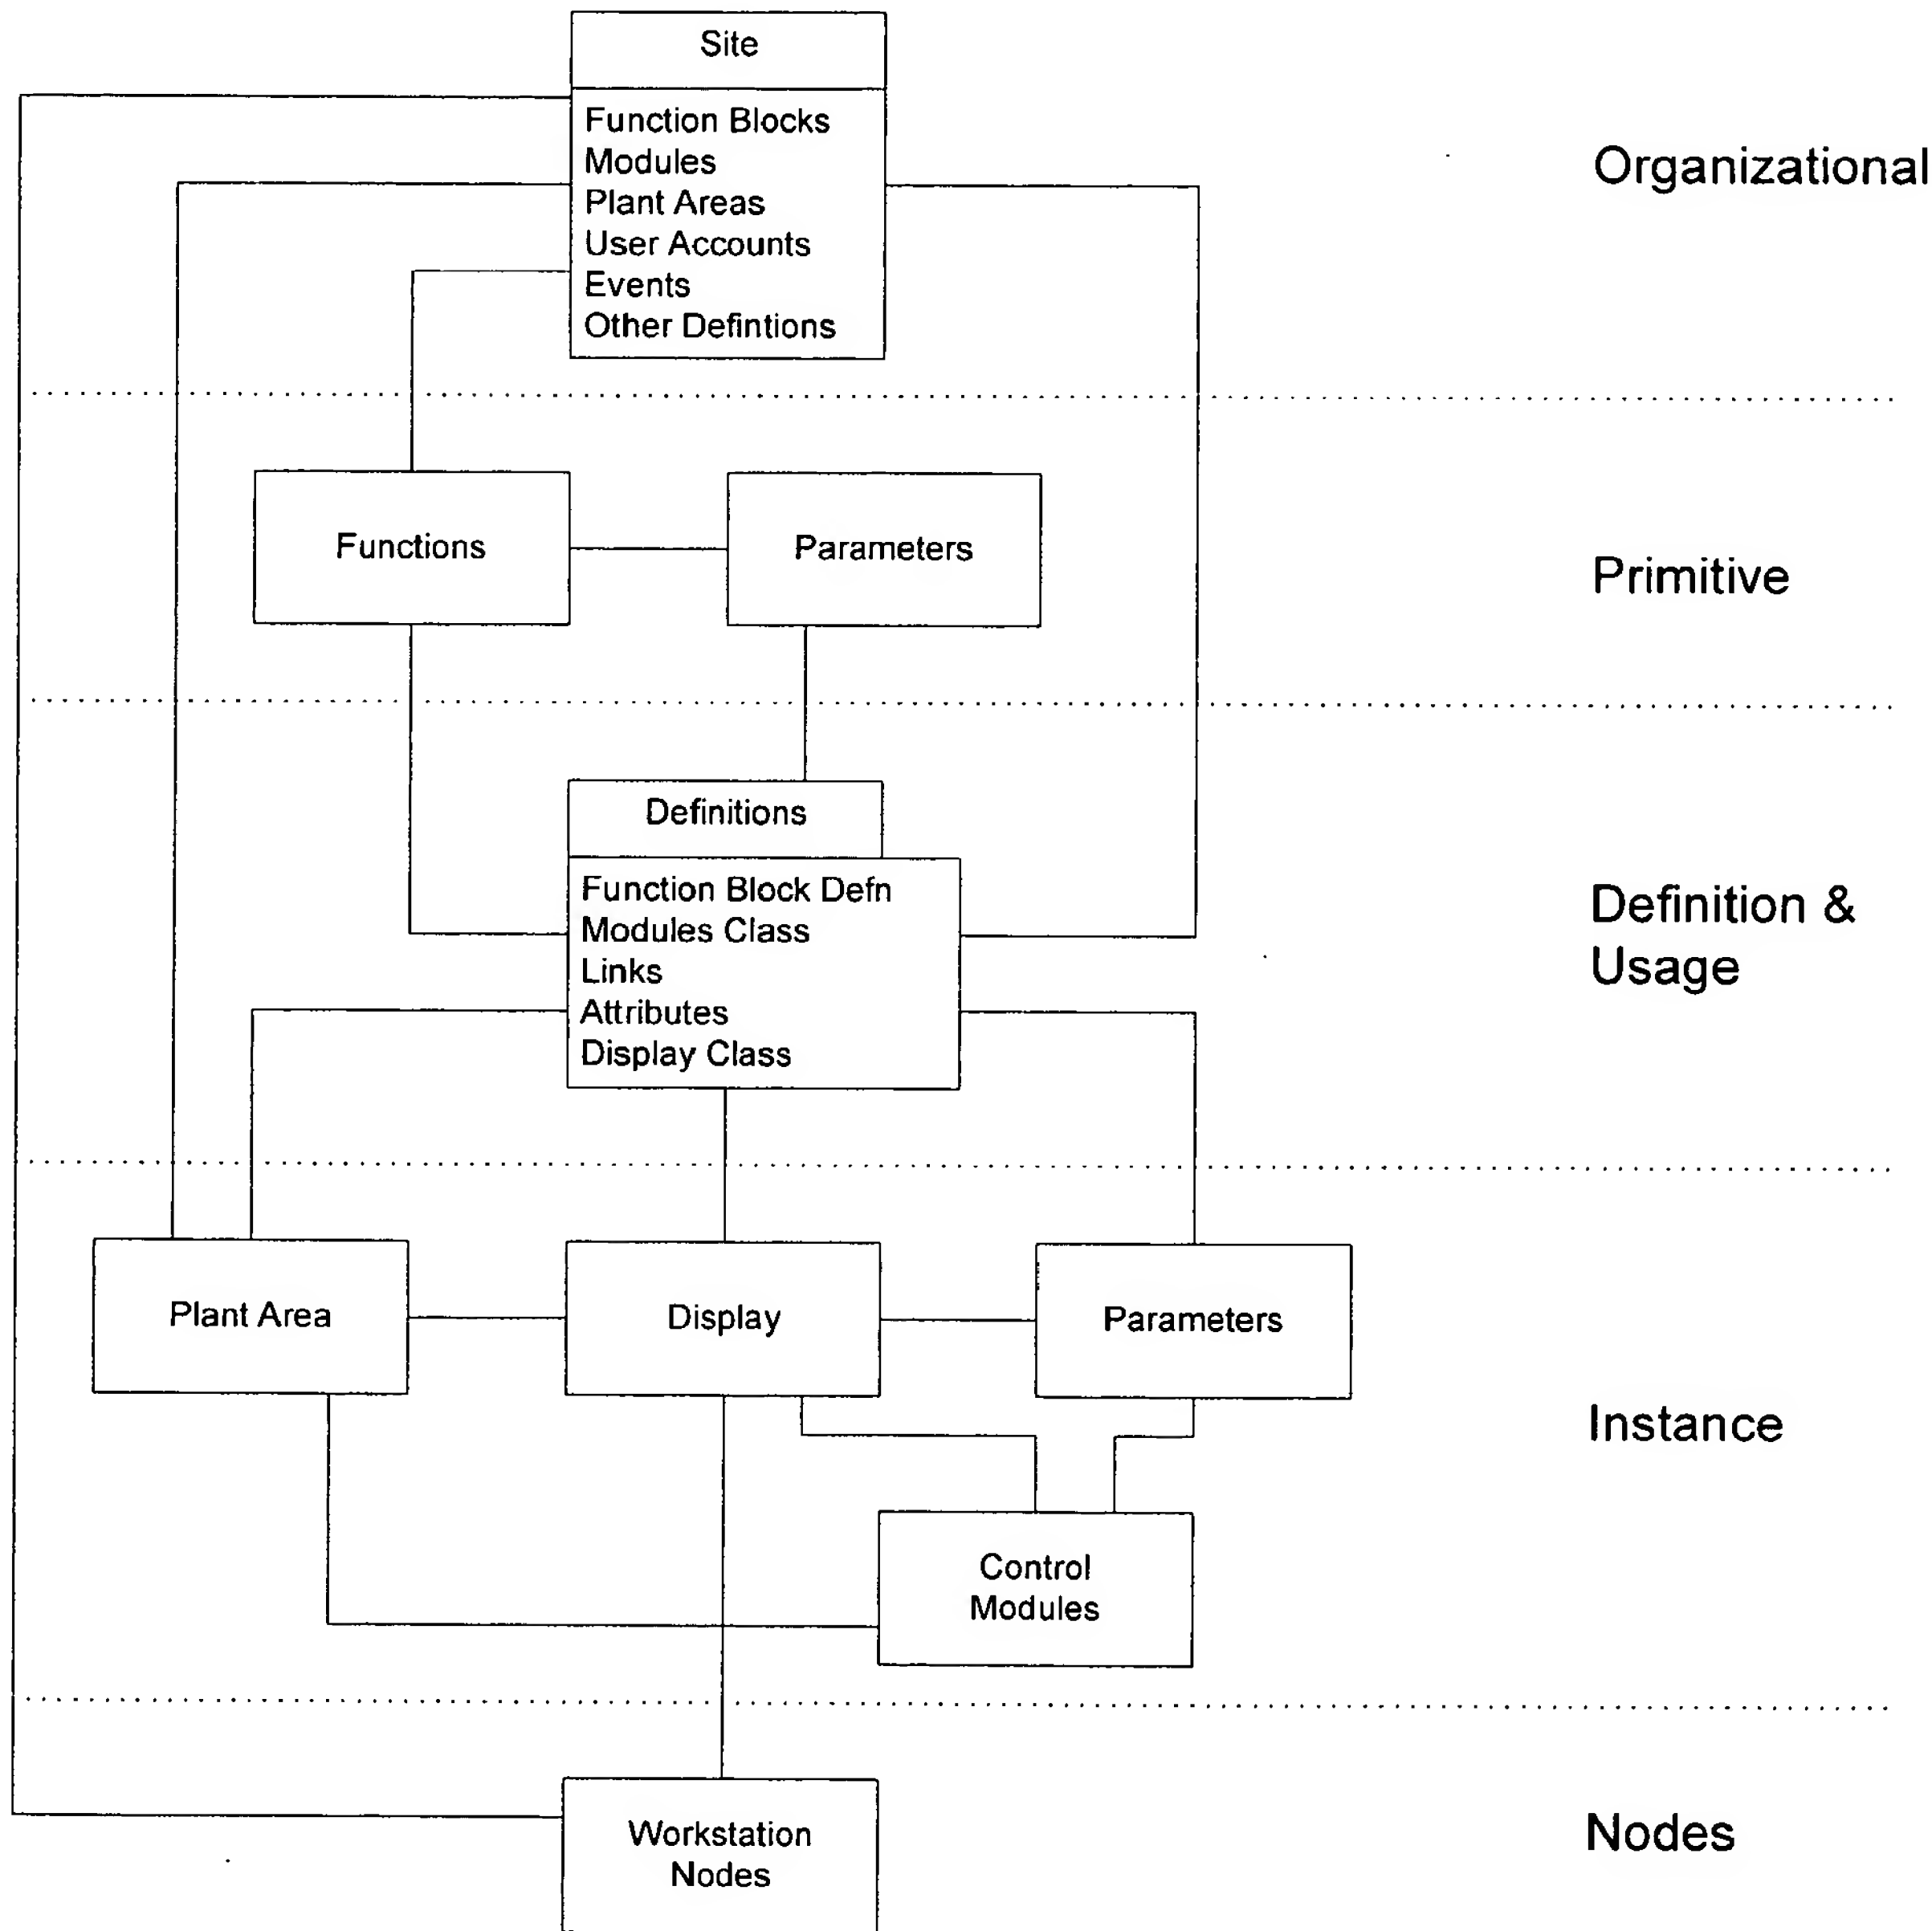 Site
Function Blocks
Modules
Plant Areas
User Accounts
Events
Other Defintions
Organizational
Functions
Parameters
Primitive
Definitions
Function Block Defn
Modules Class
Links
Attributes
Display Class
Definition &
Usage
Plant Area
Display
Parameters
Instance
Control
Modules
Workstation
Nodes
Nodes